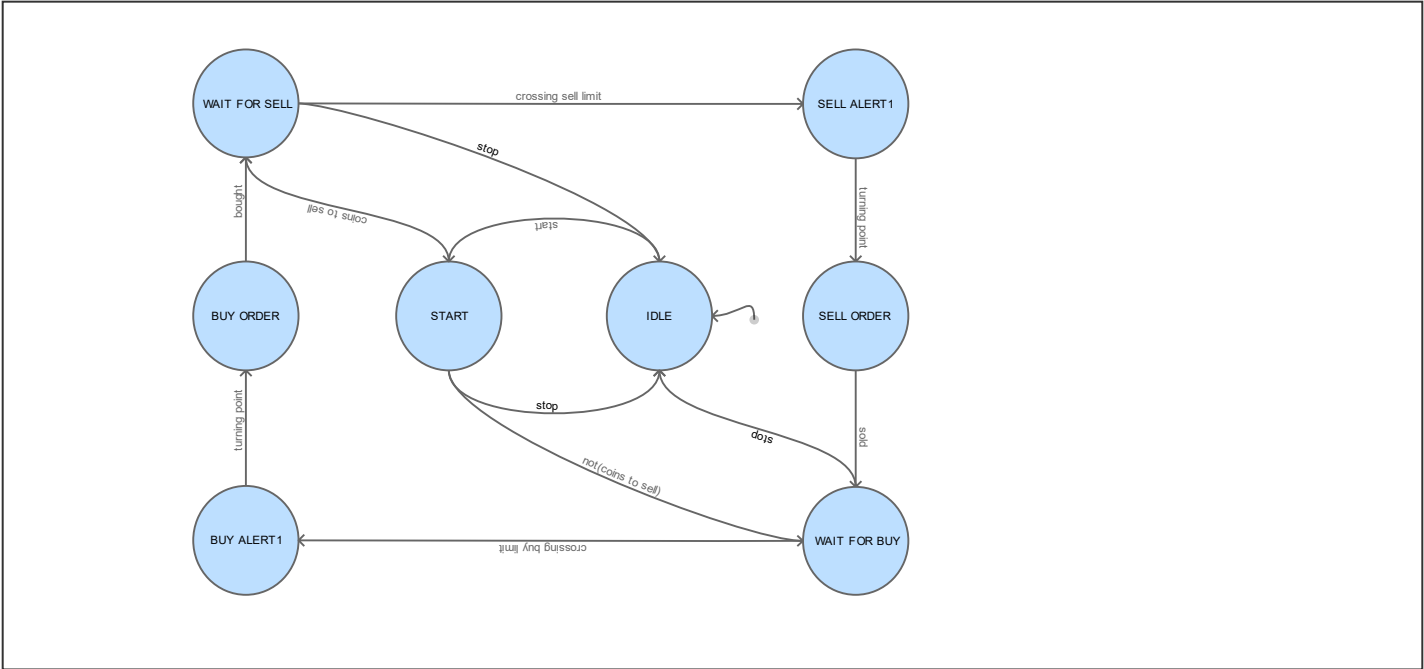 WAIT FOR SELL
crossing sell limit
SELL ALERT1
stop
bought
coins to sell
start
turning point
BUY ORDER
START
IDLE
SELL ORDER
turning point
stop
stop
sold
not(coins to sell)
BUY ALERT1
crossing buy limit
WAIT FOR BUY